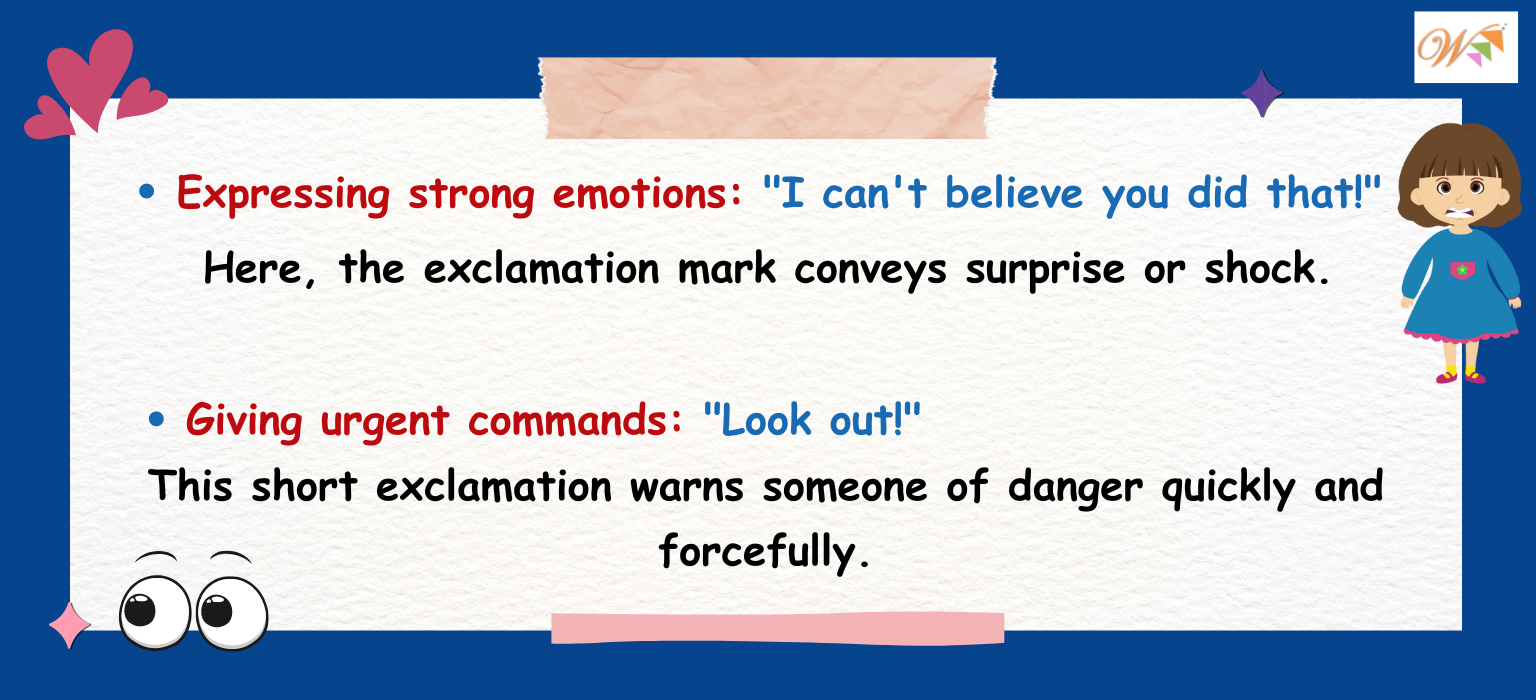 W
• Expressing strong emotions: "I can't believe you did that!"
Here, the exclamation mark conveys surprise or shock.
• Giving urgent commands: "Look out!"
This short exclamation warns someone of danger quickly and
forcefully.